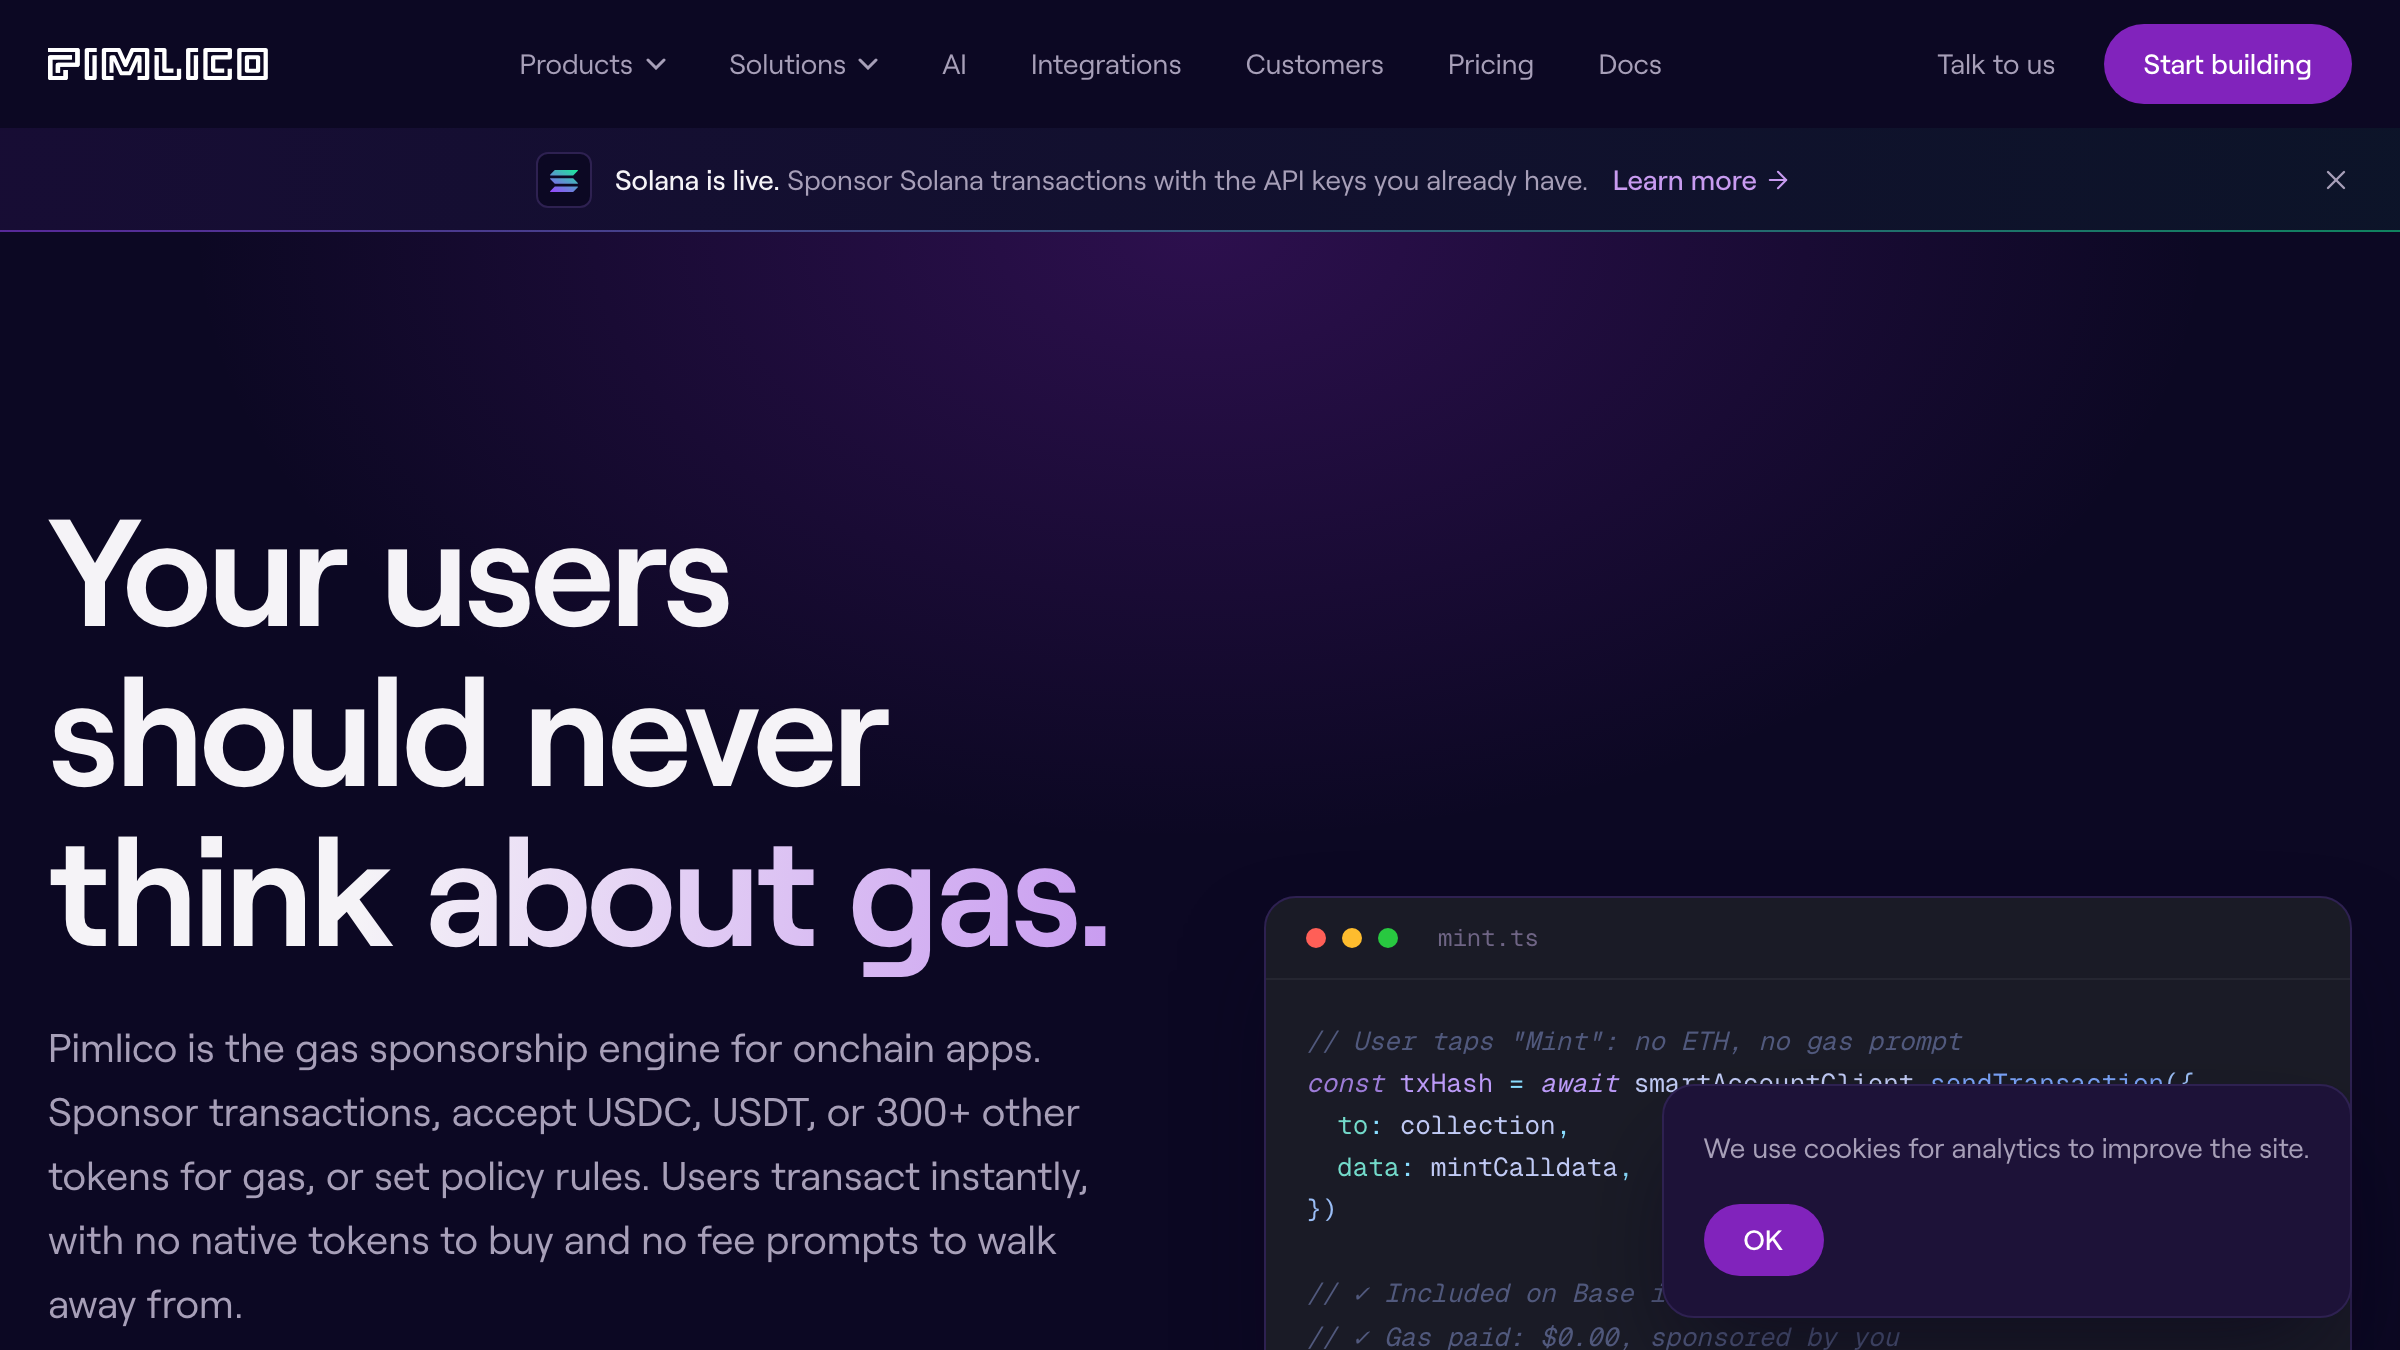 PIMLICO
Products
Solutions
AI
Integrations
Customers
Pricing
Docs
Talk to us
Start building
Solana is live. Sponsor Solana transactions with the API keys you already have. Learn more →
Your users
should never
think about gas.
Pimlico is the gas sponsorship engine for onchain apps.
Sponsor transactions, accept USDC, USDT, or 300+ other
tokens for gas, or set policy rules. Users transact instantly,
with no native tokens to buy and no fee prompts to walk
away from.
mint.ts
// User taps "Mint": no ETH, no gas prompt
const txHash = await smartAccountClient.sendTransaction({
to: collection,
data: mintCalldata,
})
// ✓ Included on Base
// ✓ Gas paid: $0.00, sponsored by you
We use cookies for analytics to improve the site.
OK